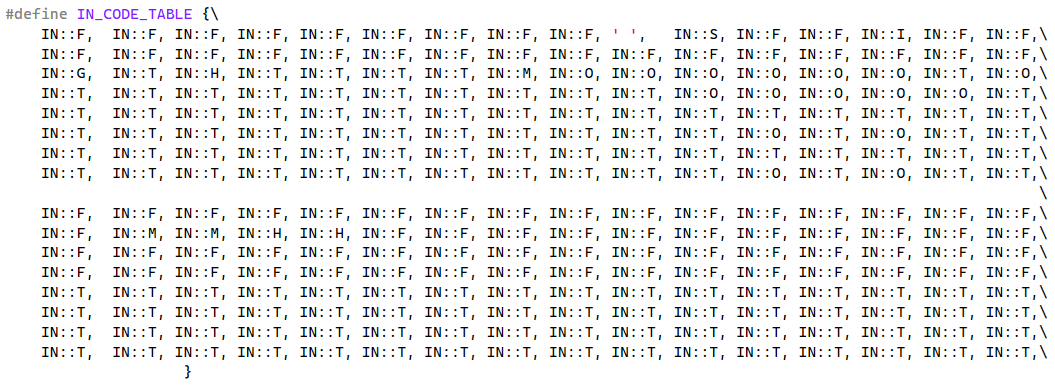 #define IN_CODE_TABLE {\
IN::F, IN::F, IN::F, IN::F, IN::F, IN::F, IN::F, IN::F, IN::F, ' ', IN::S, IN::F, IN::F, IN::I, IN::F, IN::F,\
IN::F, IN::F, IN::F, IN::F, IN::F, IN::F, IN::F, IN::F, IN::F, IN::F, IN::F, IN::F, IN::F, IN::F, IN::F, IN::F,\
IN::G, IN::T, IN::H, IN::T, IN::T, IN::T, IN::T, IN::M, IN::O, IN::O, IN::O, IN::O, IN::O, IN::O, IN::T, IN::O,\
IN::T, IN::T, IN::T, IN::T, IN::T, IN::T, IN::T, IN::T, IN::T, IN::T, IN::O, IN::O, IN::O, IN::O, IN::O, IN::T,\
IN::T, IN::T, IN::T, IN::T, IN::T, IN::T, IN::T, IN::T, IN::T, IN::T, IN::T, IN::T, IN::T, IN::T, IN::T, IN::T,\
IN::T, IN::T, IN::T, IN::T, IN::T, IN::T, IN::T, IN::T, IN::T, IN::T, IN::T, IN::O, IN::T, IN::O, IN::T, IN::T,\
IN::T, IN::T, IN::T, IN::T, IN::T, IN::T, IN::T, IN::T, IN::T, IN::T, IN::T, IN::T, IN::T, IN::T, IN::T, IN::T,\
IN::T, IN::T, IN::T, IN::T, IN::T, IN::T, IN::T, IN::T, IN::T, IN::T, IN::T, IN::O, IN::T, IN::O, IN::T, IN::T,\
\
IN::F, IN::F, IN::F, IN::F, IN::F, IN::F, IN::F, IN::F, IN::F, IN::F, IN::F, IN::F, IN::F, IN::F, IN::F, IN::F,\
IN::F, IN::M, IN::M, IN::H, IN::H, IN::F, IN::F, IN::F, IN::F, IN::F, IN::F, IN::F, IN::F, IN::F, IN::F, IN::F,\
IN::F, IN::F, IN::F, IN::F, IN::F, IN::F, IN::F, IN::F, IN::F, IN::F, IN::F, IN::F, IN::F, IN::F, IN::F, IN::F,\
IN::F, IN::F, IN::F, IN::F, IN::F, IN::F, IN::F, IN::F, IN::F, IN::F, IN::F, IN::F, IN::F, IN::F, IN::F, IN::F,\
IN::T, IN::T, IN::T, IN::T, IN::T, IN::T, IN::T, IN::T, IN::T, IN::T, IN::T, IN::T, IN::T, IN::T, IN::T, IN::T,\
IN::T, IN::T, IN::T, IN::T, IN::T, IN::T, IN::T, IN::T, IN::T, IN::T, IN::T, IN::T, IN::T, IN::T, IN::T, IN::T,\
IN::T, IN::T, IN::T, IN::T, IN::T, IN::T, IN::T, IN::T, IN::T, IN::T, IN::T, IN::T, IN::T, IN::T, IN::T, IN::T,\
IN::T, IN::T, IN::T, IN::T, IN::T, IN::T, IN::T, IN::T, IN::T, IN::T, IN::T, IN::T, IN::T, IN::T, IN::T, IN::T,\
}